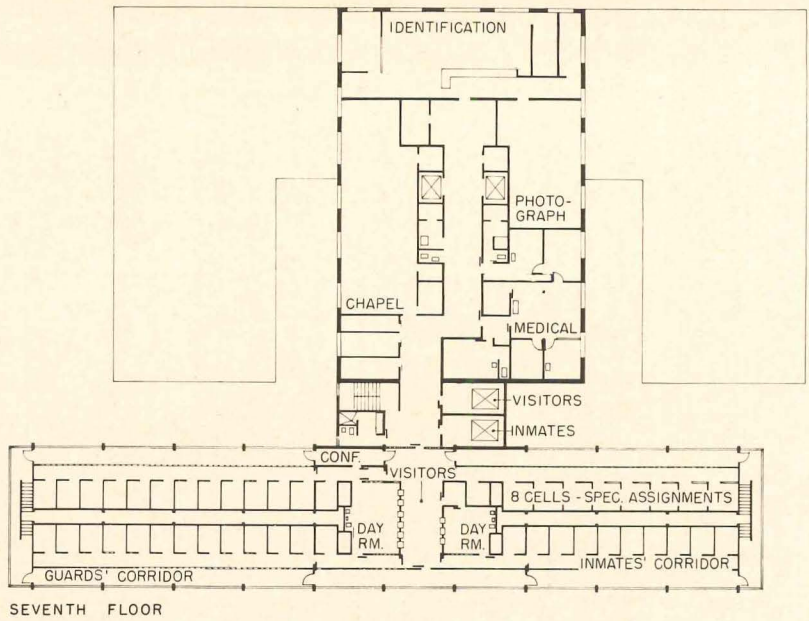 IDENTIFICATION
PHOTO-
GRAPH
CHAPEL
MEDICAL
VISITORS
INMATES
CONF.
VISITORS
8 CELLS - SPEC. ASSIGNMENTS
DAY
RM.
DAY
RM.
GUARDS' CORRIDOR
INMATES' CORRIDOR
SEVENTH FLOOR